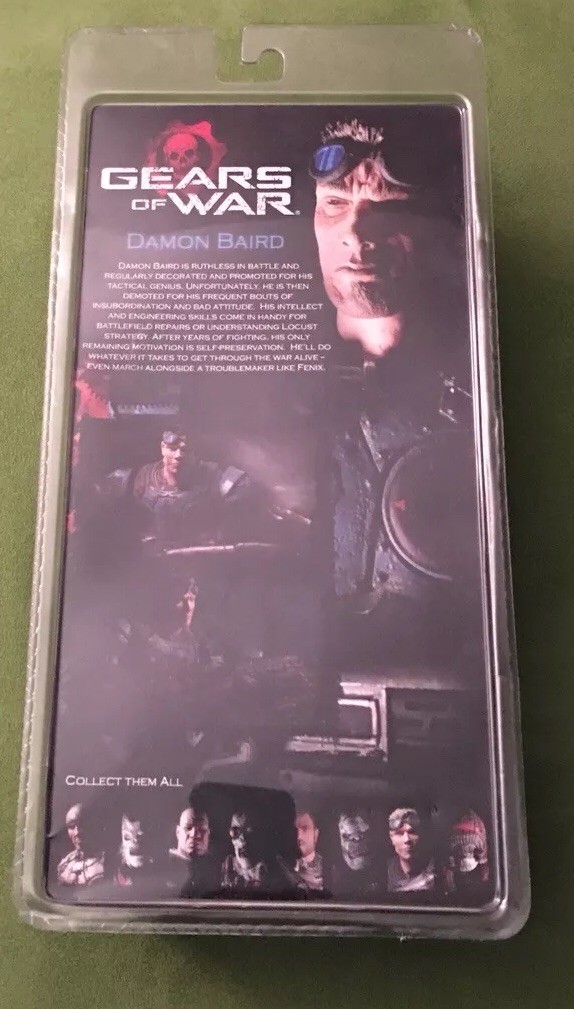 GEARS
OF WAR®
DAMON BAIRD
DAMON BAIRD IS RUTHLESS IN BATTLE AND
REGULARLY DECORATED AND PROMOTED FOR HIS
TACTICAL GENIUS. UNFORTUNATELY, HE IS THEN
DEMOTED FOR HIS FREQUENT BOUTS OF
INSUBORDINATION AND BAD ATTITUDE. HIS INTELLECT
AND ENGINEERING SKILLS COME IN HANDY FOR
BATTLEFIELD REPAIRS OR UNDERSTANDING LOCUST
STRATEGY. AFTER YEARS OF FIGHTING, HIS ONLY
REMAINING MOTIVATION IS SELF-PRESERVATION. HE'LL DO
WHATEVER IT TAKES TO GET THROUGH THE WAR ALIVE –
EVEN MARCH ALONGSIDE A TROUBLEMAKER LIKE FENIX.
COLLECT THEM ALL